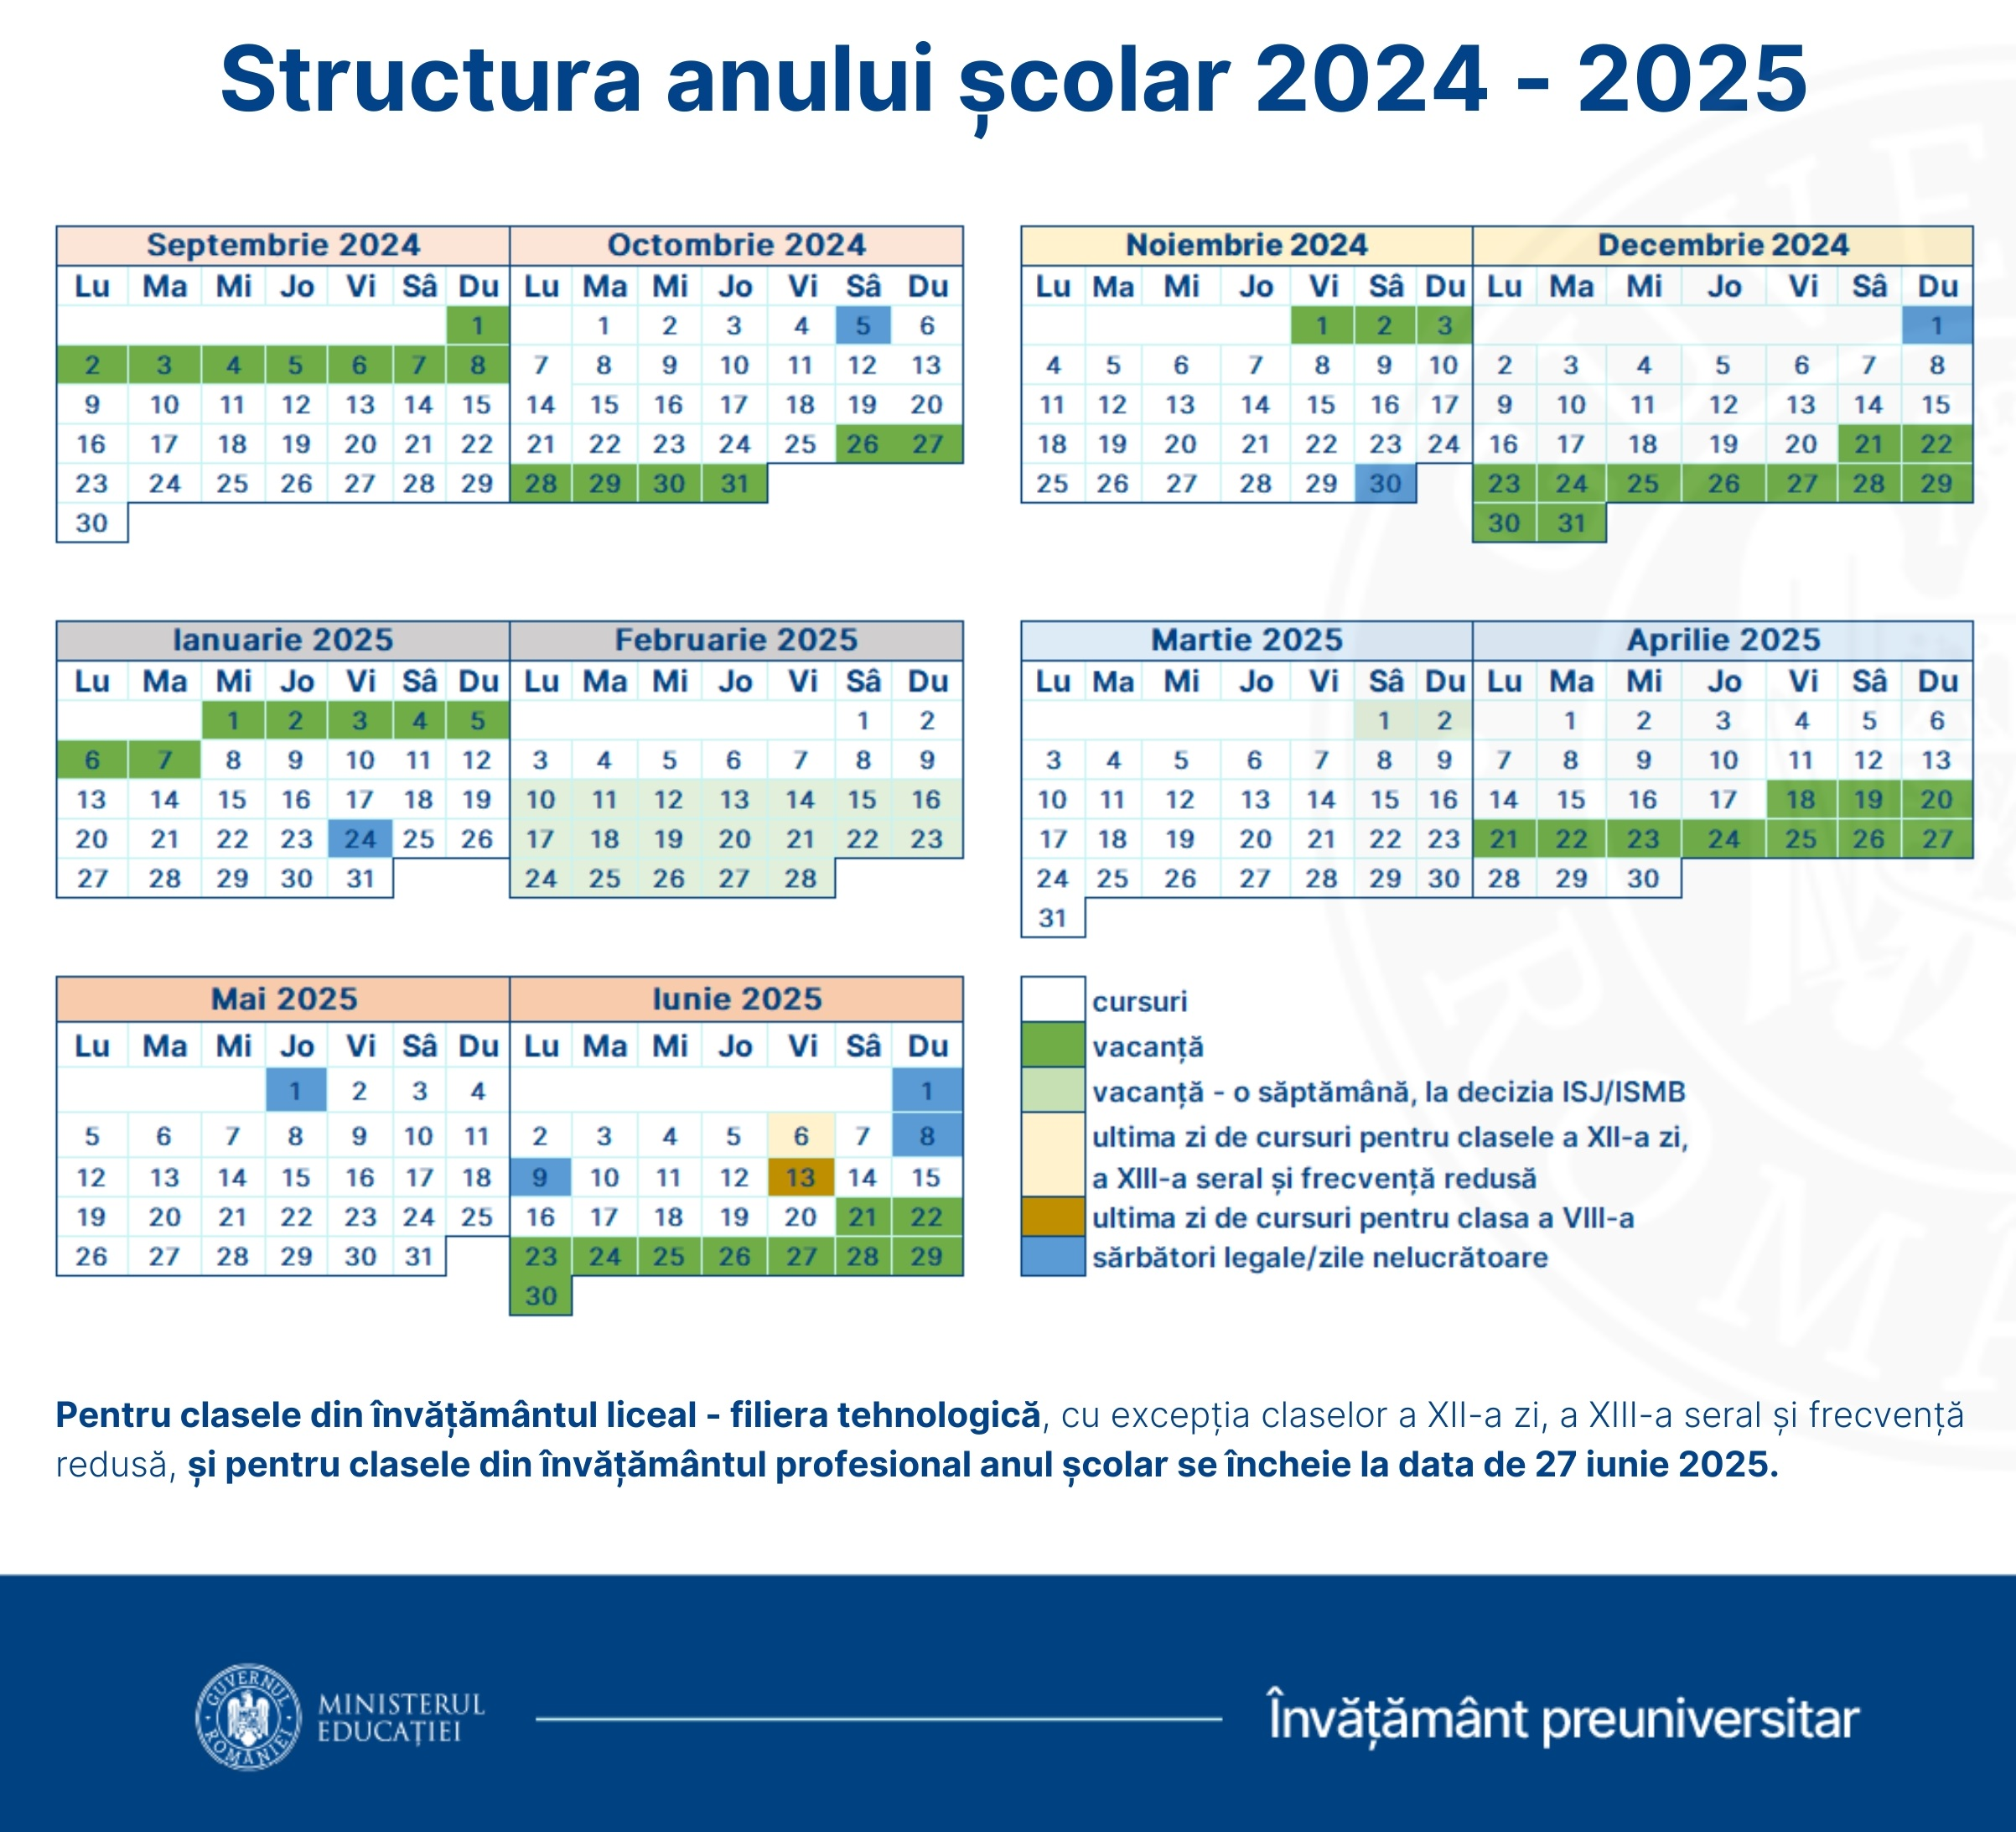 Structura anului școlar 2024 - 2025
Septembrie 2024
Lu Ma Mi Jo Vi Sâ Du
1
2 3 4 5 6 7 8
9 10 11 12 13 14 15
16 17 18 19 20 21 22
23 24 25 26 27 28 29
30
Octombrie 2024
Lu Ma Mi Jo Vi Sâ Du
1 2 3 4 5 6
7 8 9 10 11 12 13
14 15 16 17 18 19 20
21 22 23 24 25 26 27
28 29 30 31
Noiembrie 2024
Lu Ma Mi Jo Vi Sâ Du
1 2 3
4 5 6 7 8 9 10
11 12 13 14 15 16 17
18 19 20 21 22 23 24
25 26 27 28 29 30
Decembrie 2024
Lu Ma Mi Jo Vi Sâ Du
1
2 3 4 5 6 7 8
9 10 11 12 13 14 15
16 17 18 19 20 21 22
23 24 25 26 27 28 29
30 31
Ianuarie 2025
Lu Ma Mi Jo Vi Sâ Du
1 2 3 4 5
6 7 8 9 10 11 12
13 14 15 16 17 18 19
20 21 22 23 24 25 26
27 28 29 30 31
Februarie 2025
Lu Ma Mi Jo Vi Sâ Du
1 2
3 4 5 6 7 8 9
10 11 12 13 14 15 16
17 18 19 20 21 22 23
24 25 26 27 28
Martie 2025
Lu Ma Mi Jo Vi Sâ Du
1 2
3 4 5 6 7 8 9
10 11 12 13 14 15 16
17 18 19 20 21 22 23
24 25 26 27 28 29 30
31
Aprilie 2025
Lu Ma Mi Jo Vi Sâ Du
1 2 3 4 5 6
7 8 9 10 11 12 13
14 15 16 17 18 19 20
21 22 23 24 25 26 27
28 29 30
Mai 2025
Lu Ma Mi Jo Vi Sâ Du
1 2 3 4
5 6 7 8 9 10 11
12 13 14 15 16 17 18
19 20 21 22 23 24 25
26 27 28 29 30 31
Iunie 2025
Lu Ma Mi Jo Vi Sâ Du
1
2 3 4 5 6 7 8
9 10 11 12 13 14 15
16 17 18 19 20 21 22
23 24 25 26 27 28 29
30
cursuri
vacanță
vacanță - o săptămână, la decizia ISJ/ISMB
ultima zi de cursuri pentru clasele a XII-a zi,
a XIII-a seral și frecvență redusă
ultima zi de cursuri pentru clasa a VIII-a
sărbători legale/zile nelucrătoare
Pentru clasele din învățământul liceal - filiera tehnologică, cu excepția claselor a XII-a zi, a XIII-a seral și frecvență
redusă, și pentru clasele din învățământul profesional anul școlar se încheie la data de 27 iunie 2025.
GUVERNUL ROMÂNIEI
MINISTERUL
EDUCAȚIEI
Învățământ preuniversitar